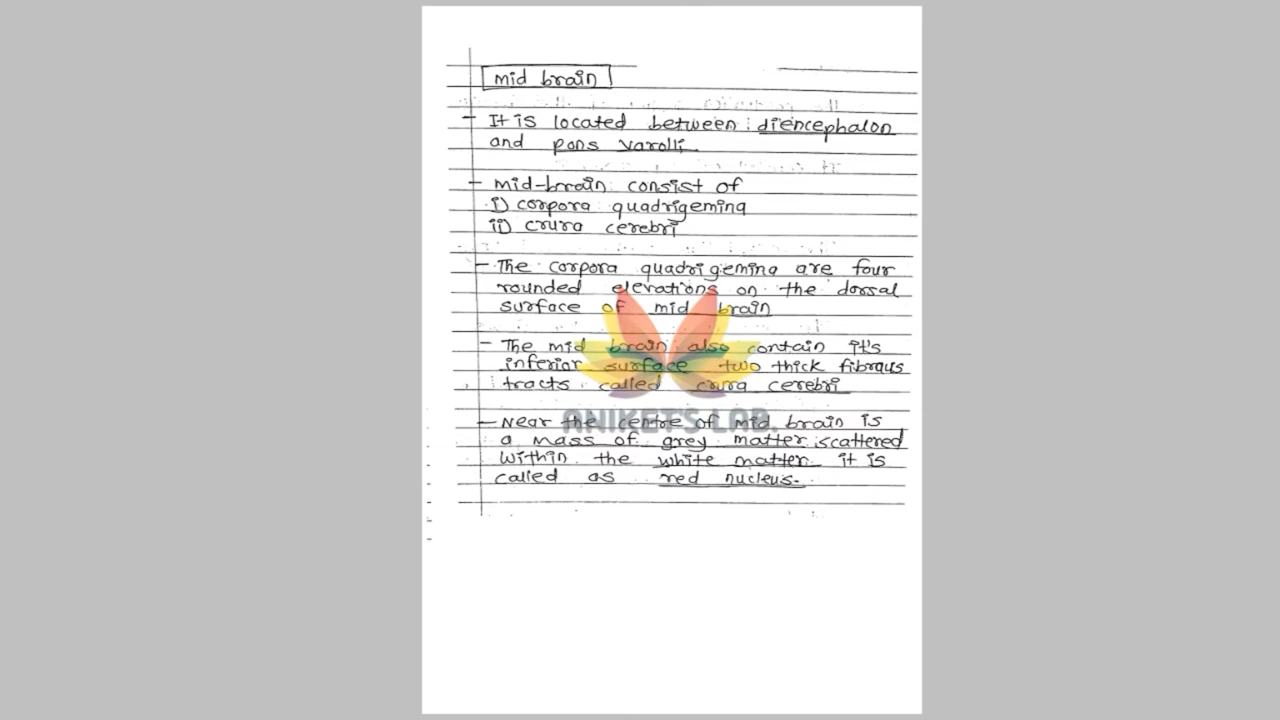 mid brain
- It is located between diencephalon
and pons varolli.
- mid-brain consist of
i) corpora quadrigemina
ii) crura cerebri
- The corpora quadrigemina are four
rounded elevations on the dorsal
surface of mid brain
- The mid brain also contain it's
inferior surface two thick fibrous
tracts called crura cerebri
- Near the centre of mid brain is
a mass of grey matter scattered
within the white matter it is
called as red nucleus.
ANIKET'S LAB.